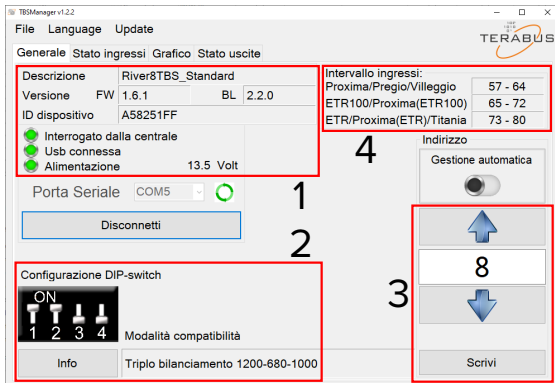 TBSManager v1.2.2
File Language Update
TERABUS
Generale Stato ingressi Grafico Stato uscite
Descrizione River8TBS_Standard
Versione FW 1.6.1 BL 2.2.0
ID dispositivo A58251FF
Interrogato dalla centrale
Usb connessa
Alimentazione 13.5 Volt
1
Intervallo ingressi:
Proxima/Pregio/Villeggio 57 - 64
ETR100/Proxima(ETR100) 65 - 72
ETR/Proxima(ETR)/Titania 73 - 80
4
Porta Seriale COM5
Disconnetti
2
Indirizzo
Gestione automatica
8
3
Scrivi
Configurazione DIP-switch
ON
1 2 3 4
Modalità compatibilità
Info Triplo bilanciamento 1200-680-1000